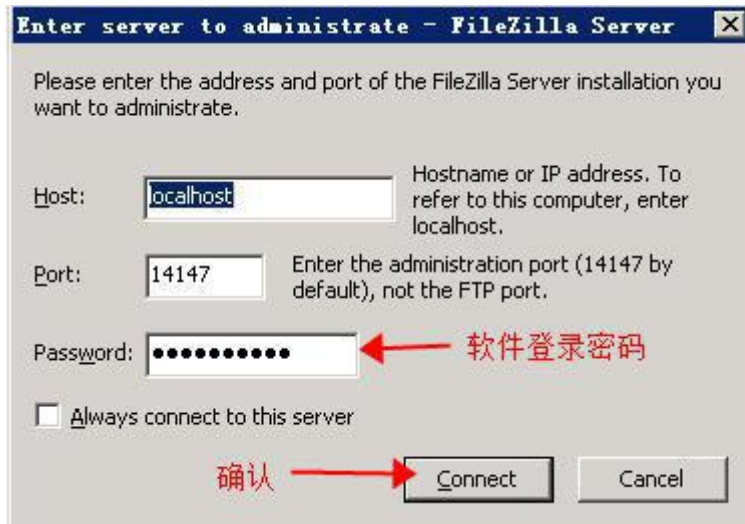 Enter server to administrate - FileZilla Server
Please enter the address and port of the FileZilla Server installation you
want to administrate.
Host:
localhost
Hostname or IP address. To
refer to this computer, enter
localhost.
Port:
14147
Enter the administration port (14147 by
default), not the FTP port.
Password:
●●●●●●●●●●
软件登录密码
Always connect to this server
确认
Connect
Cancel